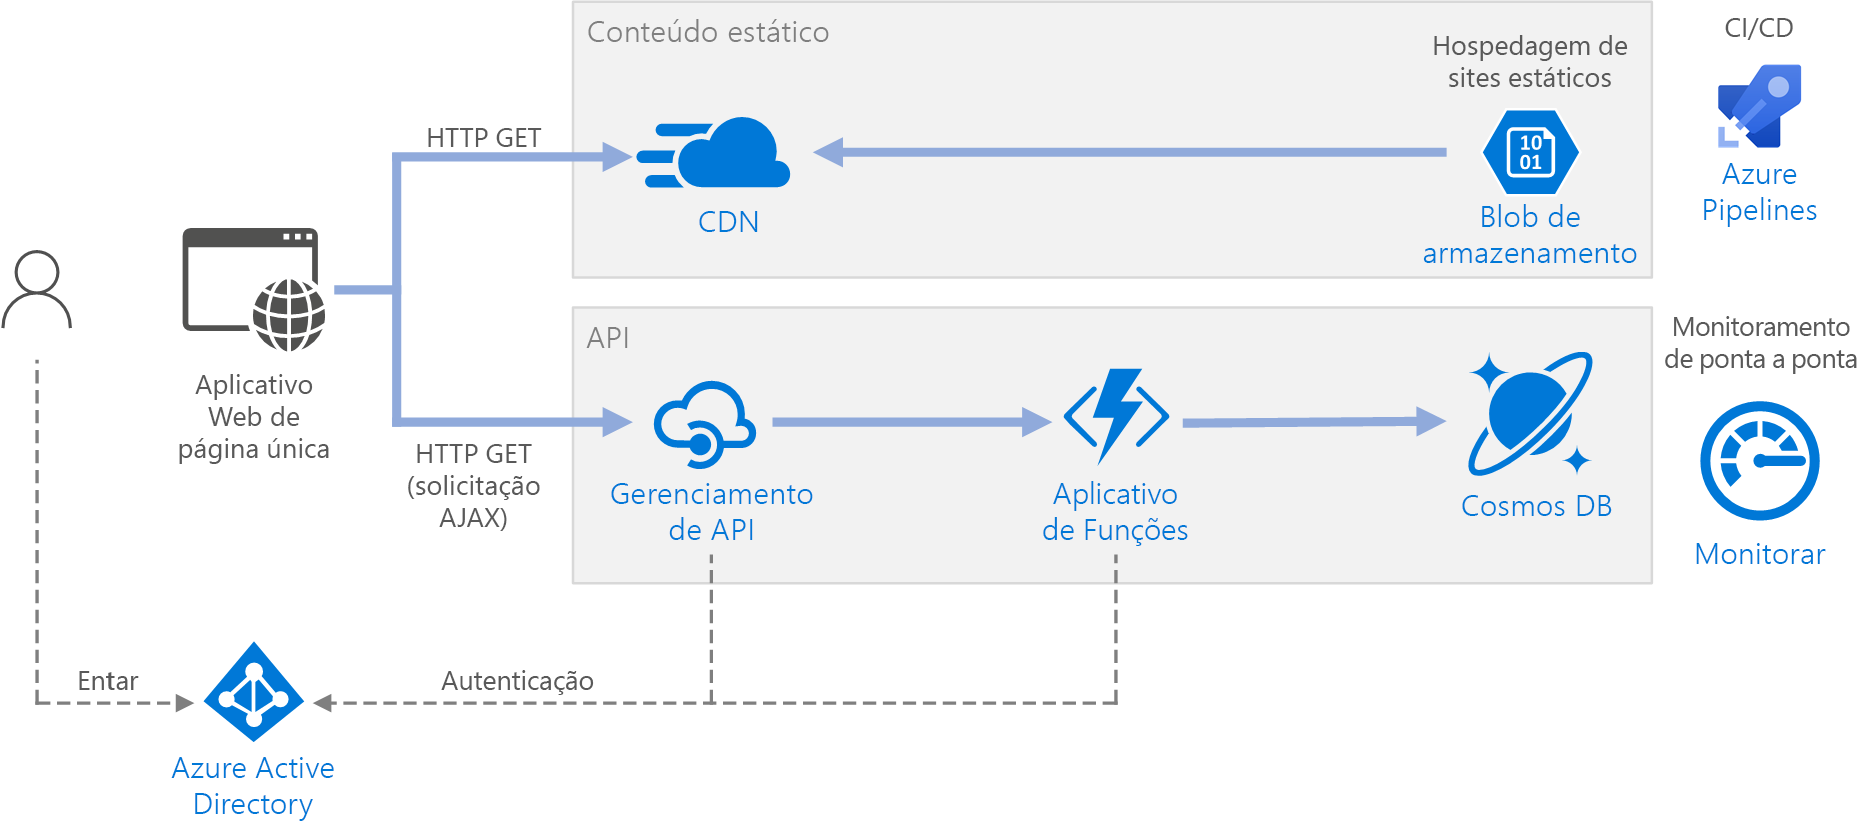 Conteúdo estático
Hospedagem de
sites estáticos
CI/CD
HTTP GET
10
01
CDN
Blob de
armazenamento
Azure
Pipelines
Aplicativo
Web de
página única
API
HTTP GET
(solicitação
AJAX)
Gerenciamento
de API
Aplicativo
de Funções
Cosmos DB
Monitoramento
de ponta a ponta
Monitorar
Entar
Autenticação
Azure Active
Directory